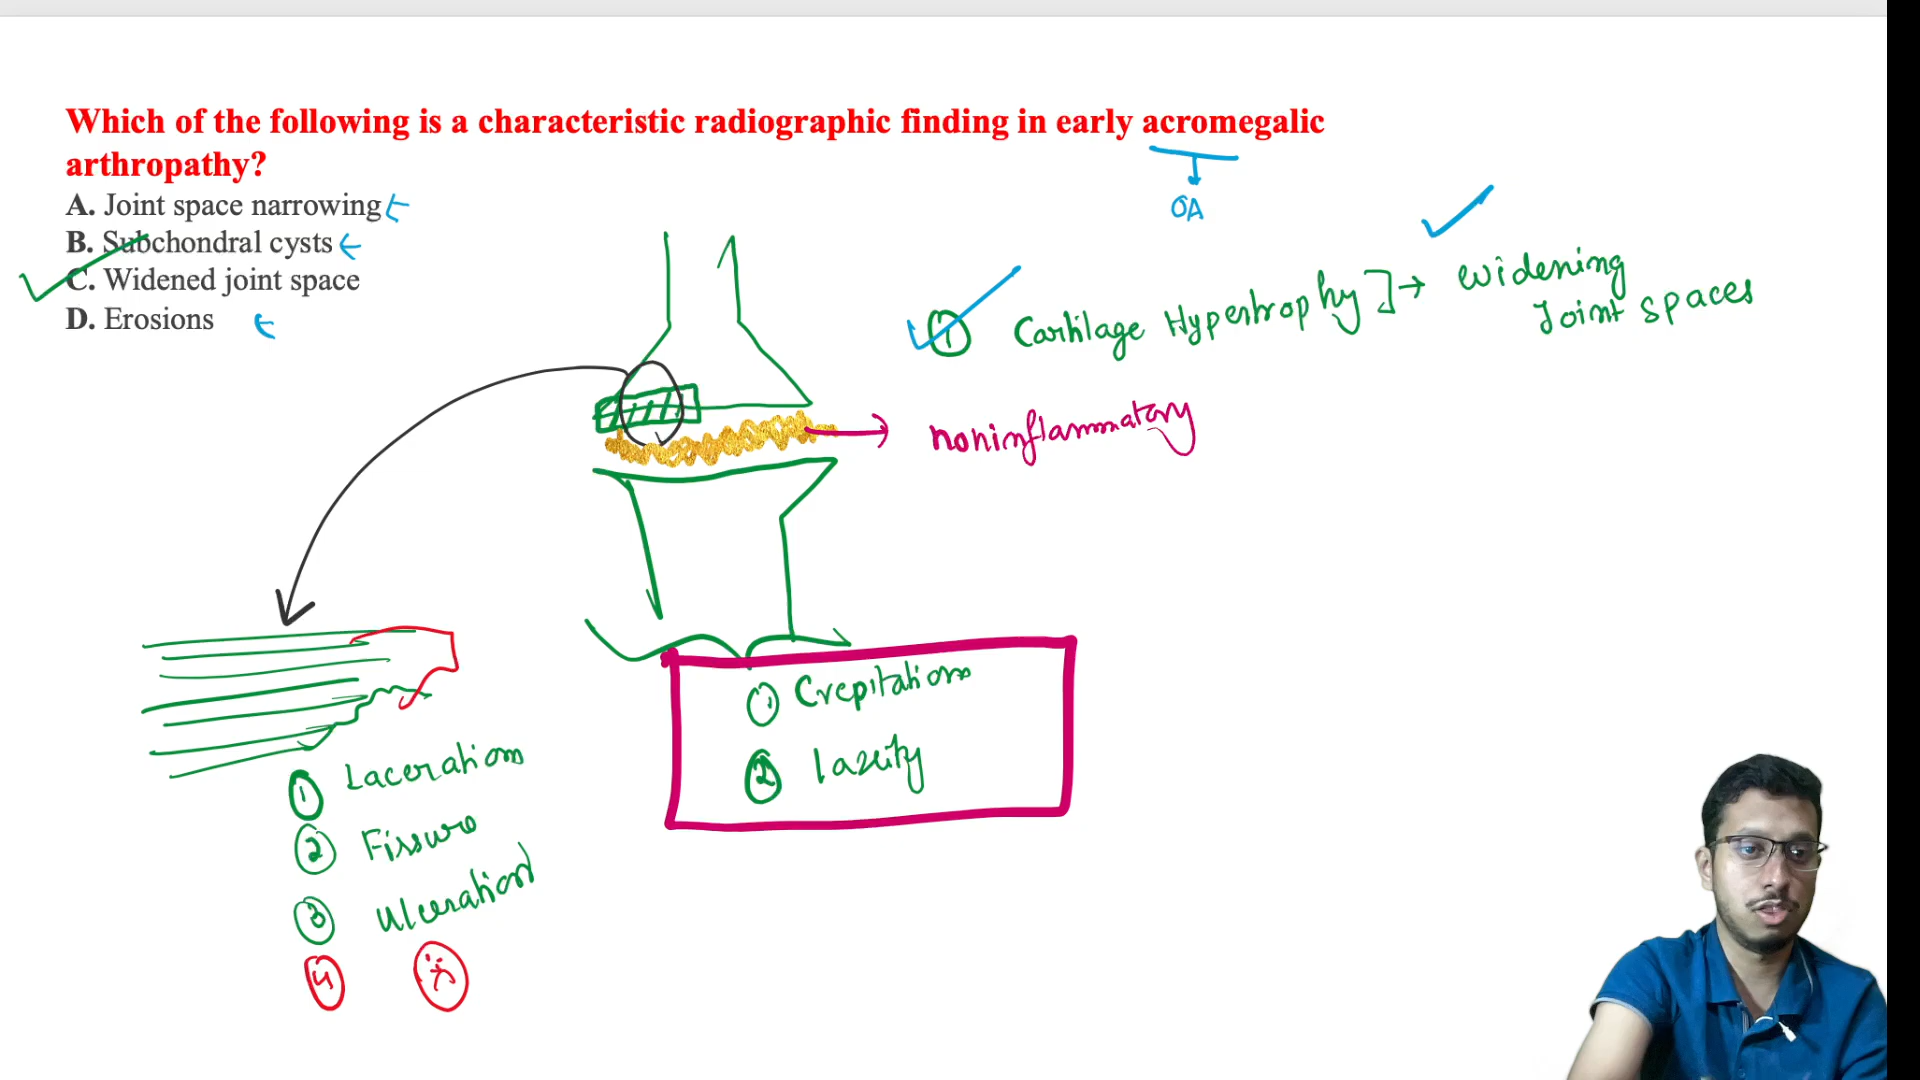 Which of the following is a characteristic radiographic finding in early acromegalic
arthropathy?
A. Joint space narrowing
B. Subchondral cysts
C. Widened joint space
D. Erosions
OA
① Cartilage Hypertrophy] → widening
Joint spaces
noninflammatory
① Crepitations
② laxity
① Lacerations
② Fissure
③ Ulceration
④